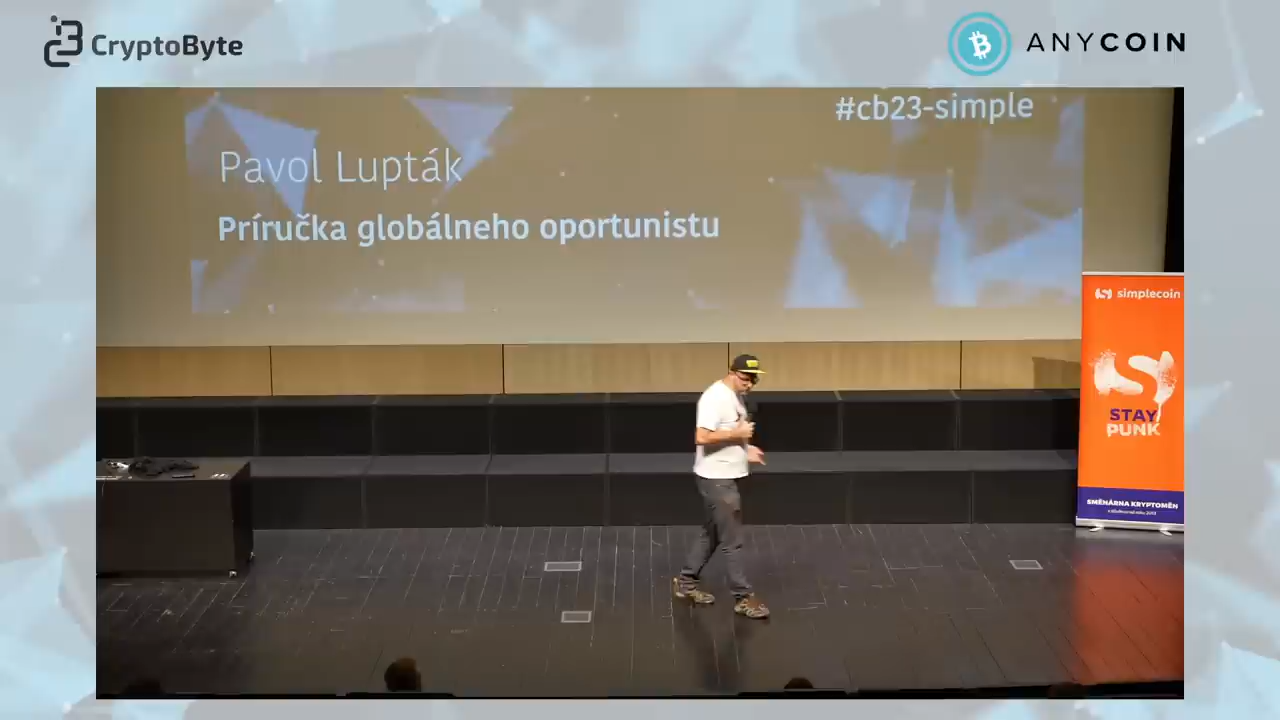 CryptoByte
ANYCOIN
#cb23-simple
Pavol Lupták
Príručka globálneho oportunistu
simplecoin
STAY
PUNK
SMĚNÁRNA KRYPTOMĚN